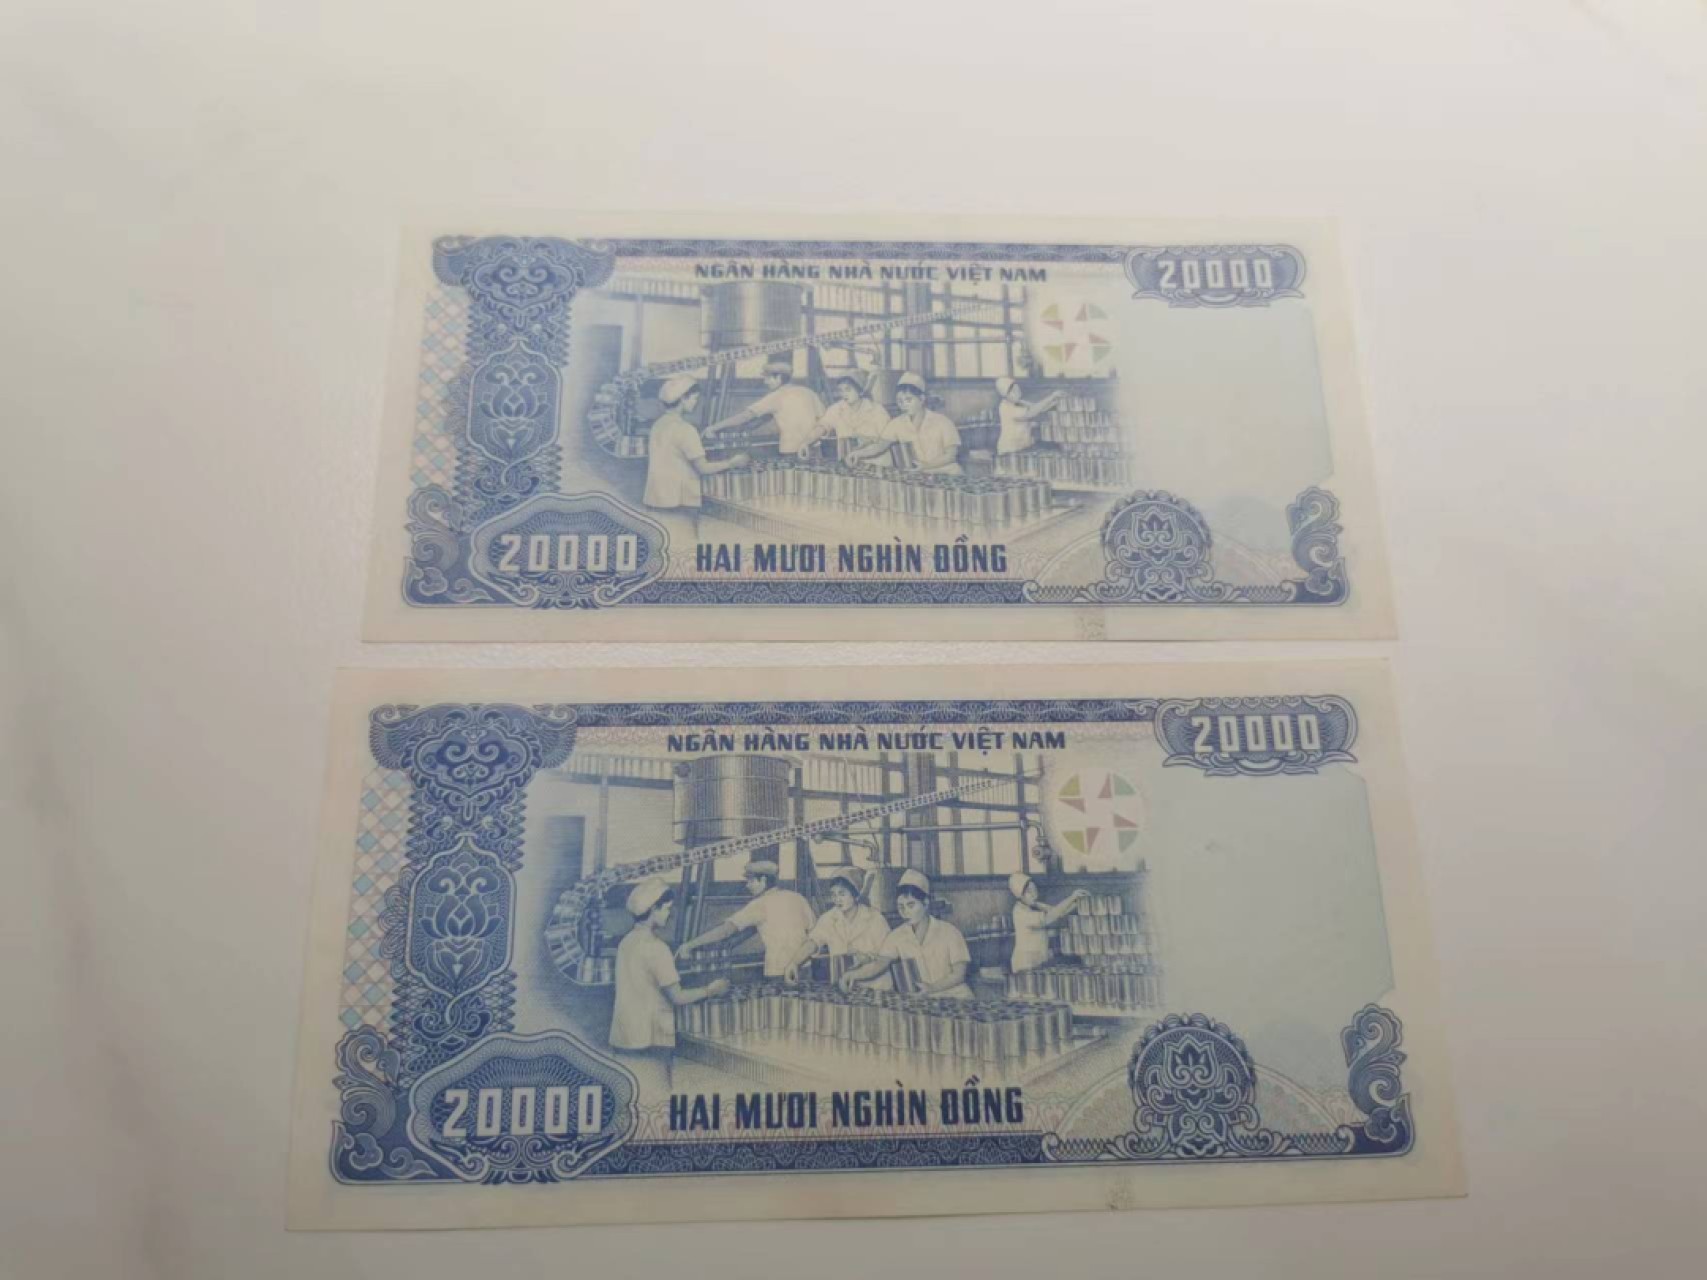 NGÂN HÀNG NHÀ NƯỚC VIỆT NAM
20000
20000
HAI MƯƠI NGHÌN ĐỒNG
NGÂN HÀNG NHÀ NƯỚC VIỆT NAM
20000
20000
HAI MƯƠI NGHÌN ĐỒNG